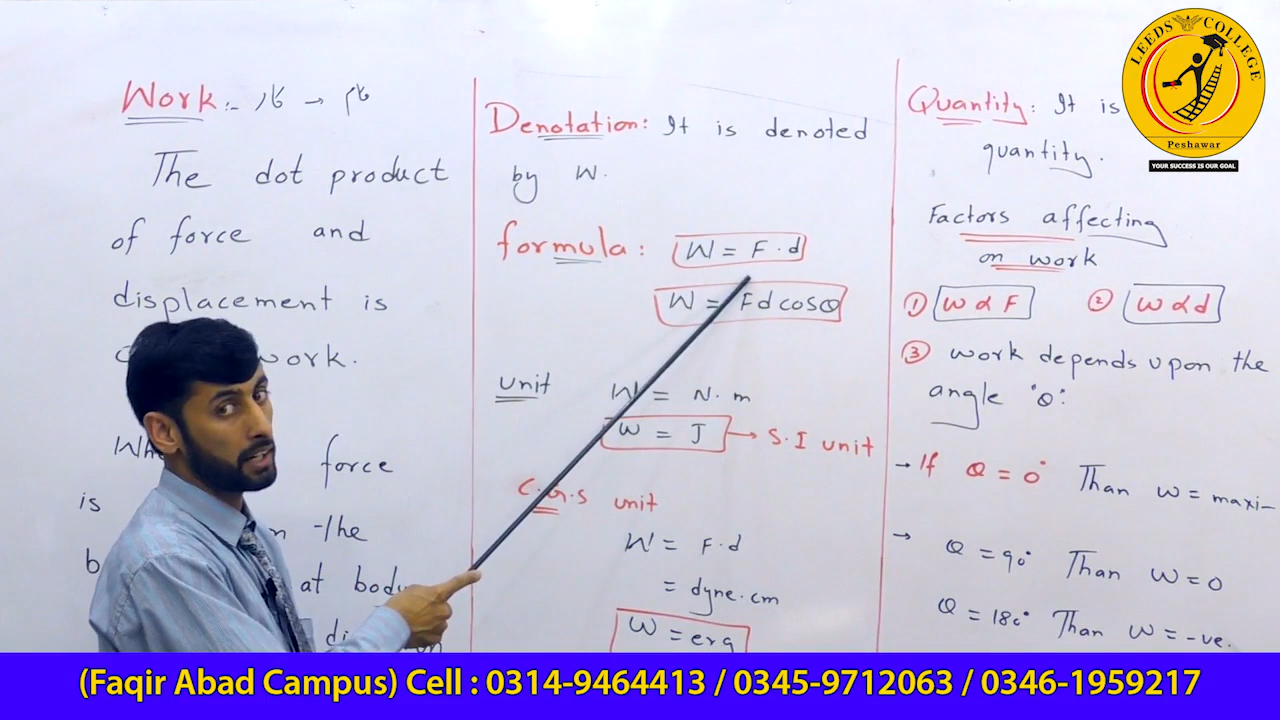 Work :- کار → کام
The dot product
of force and
displacement is
work.
force
is
the
at body
Denotation: It is denoted
by W.
formula: W = F . d
W = Fd cosθ
unit W = N. m
W = J → S.I unit
C.G.S unit
W = F.d
= dyne.cm
W = erg
Quantity: It is
quantity.
Factors affecting
on work
① W α F ② W α d
③ work depends upon the
angle "θ".
→ If θ = 0° Than W = maxi-
→ θ = 90° Than W = 0
θ = 180° Than W = -ve.
LEEDS COLLEGE
Peshawar
YOUR SUCCESS IS OUR GOAL
(Faqir Abad Campus) Cell : 0314-9464413 / 0345-9712063 / 0346-1959217